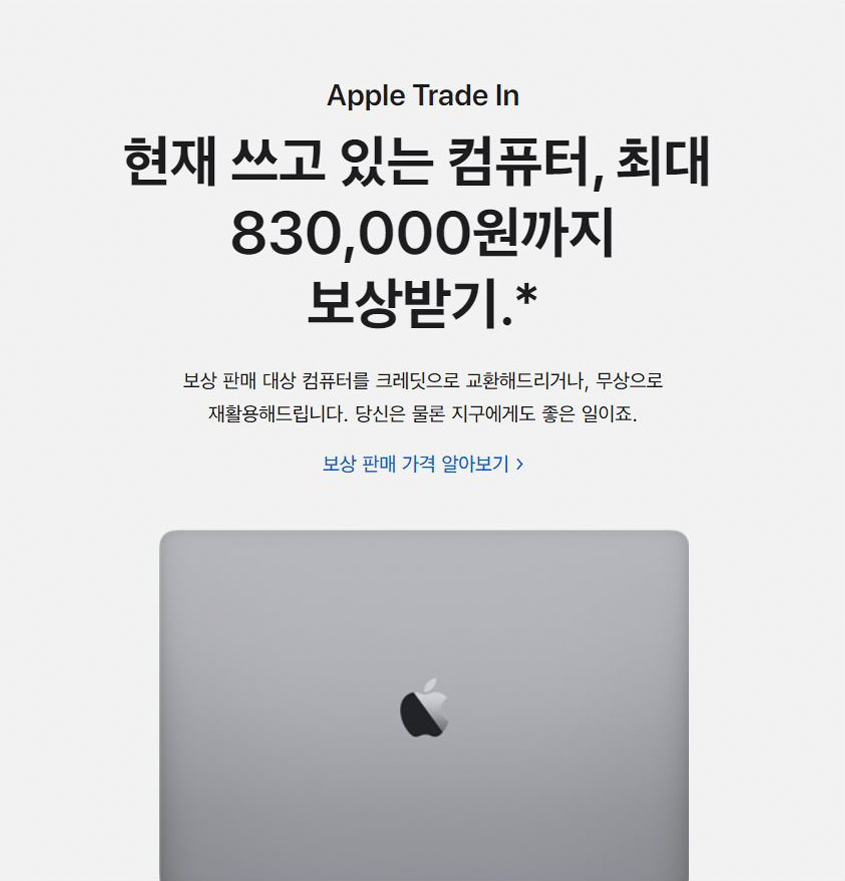 Apple Trade In
현재 쓰고 있는 컴퓨터, 최대
830,000원까지
보상받기.*
보상 판매 대상 컴퓨터를 크레딧으로 교환해드리거나, 무상으로
재활용해드립니다. 당신은 물론 지구에게도 좋은 일이죠.
보상 판매 가격 알아보기 >